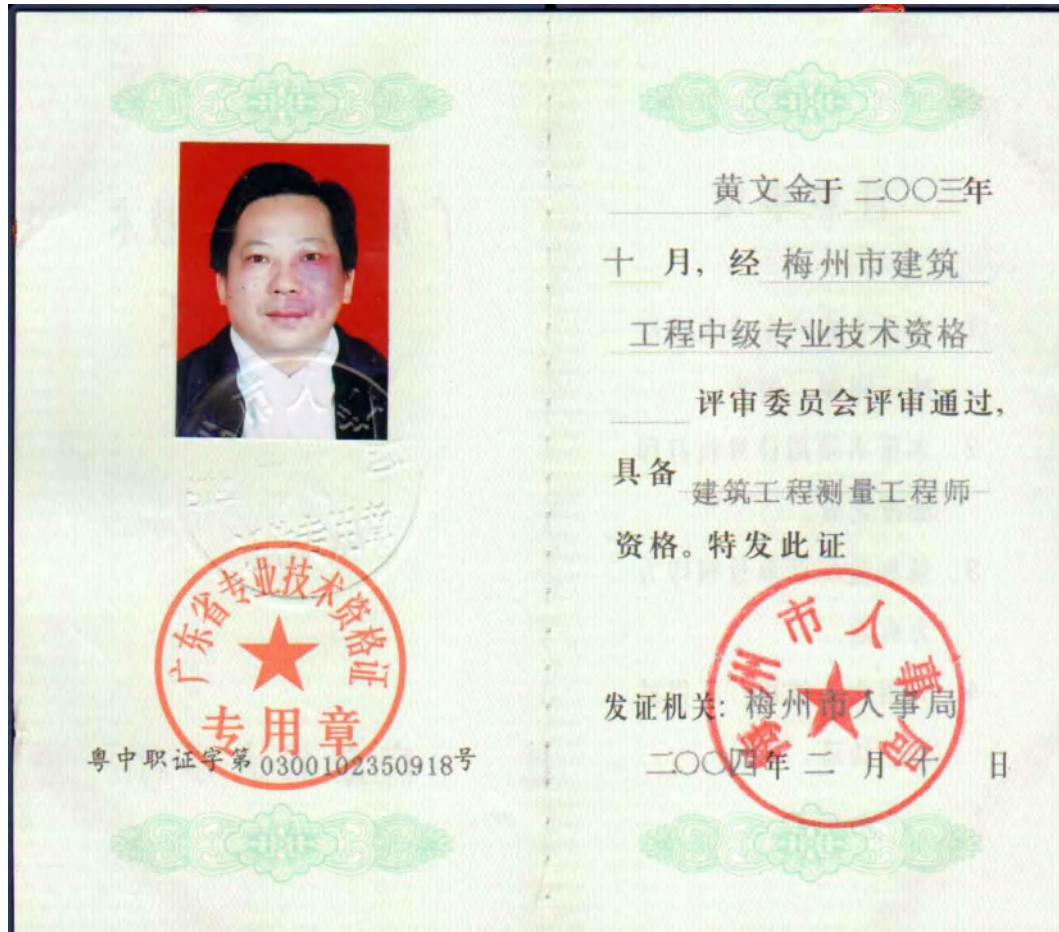 广东省专业技术资格证
专用章
粤中职证字第 0300102350918号
黄文金于 二〇〇三年
十 月, 经 梅州市建筑
工程中级专业技术资格
评审委员会评审通过,
具备 建筑工程测量工程师
资格。特发此证
梅州市人事局
发证机关: 梅州市人事局
二〇〇四年 二 月 十 日